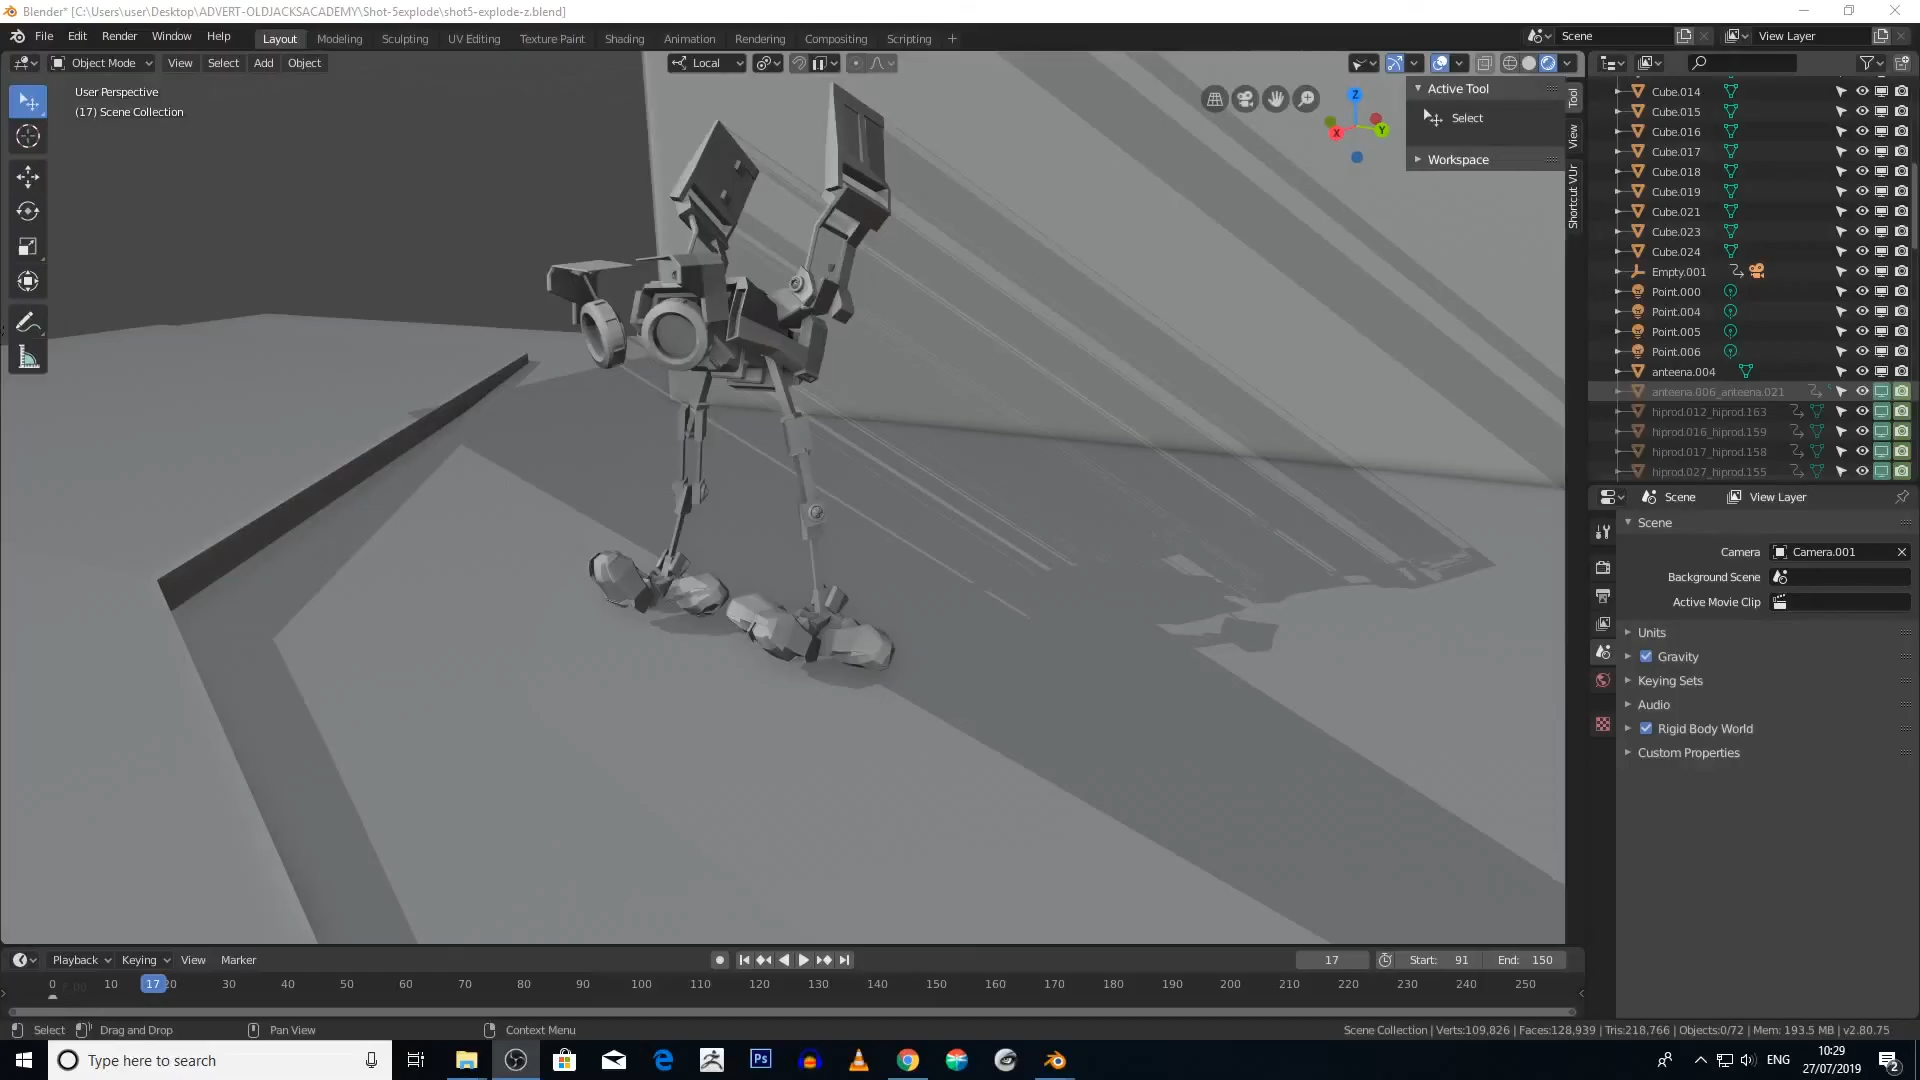 Blender* [C:\Users\user\Desktop\ADVERT-OLDJACKSACADEMY\Shot-5explode\shot5-explode-z.blend]
File Edit Render Window Help Layout Modeling Sculpting UV Editing Texture Paint Shading Animation Rendering Compositing Scripting + Scene View Layer
Object Mode View Select Add Object Local
User Perspective
(17) Scene Collection
Z
X
Y
Active Tool
Select
Workspace
Tool
View
Shortcut VUr
Cube.014
Cube.015
Cube.016
Cube.017
Cube.018
Cube.019
Cube.021
Cube.023
Cube.024
Empty.001
Point.000
Point.004
Point.005
Point.006
anteena.004
anteena.006_anteena.021
hiprod.012_hiprod.163
hiprod.016_hiprod.159
hiprod.017_hiprod.158
hiprod.027_hiprod.155
Scene View Layer
Scene
Camera Camera.001
Background Scene
Active Movie Clip
Units
Gravity
Keying Sets
Audio
Rigid Body World
Custom Properties
Playback Keying View Marker 17 Start: 91 End: 150
0 10 17 20 30 40 50 60 70 80 90 100 110 120 130 140 150 160 170 180 190 200 210 220 230 240 250
Select Drag and Drop Pan View Context Menu Scene Collection | Verts:109,826 | Faces:128,939 | Tris:218,766 | Objects:0/72 | Mem: 193.5 MB | v2.80.75
Type here to search Ps ENG 10:29
27/07/2019 2